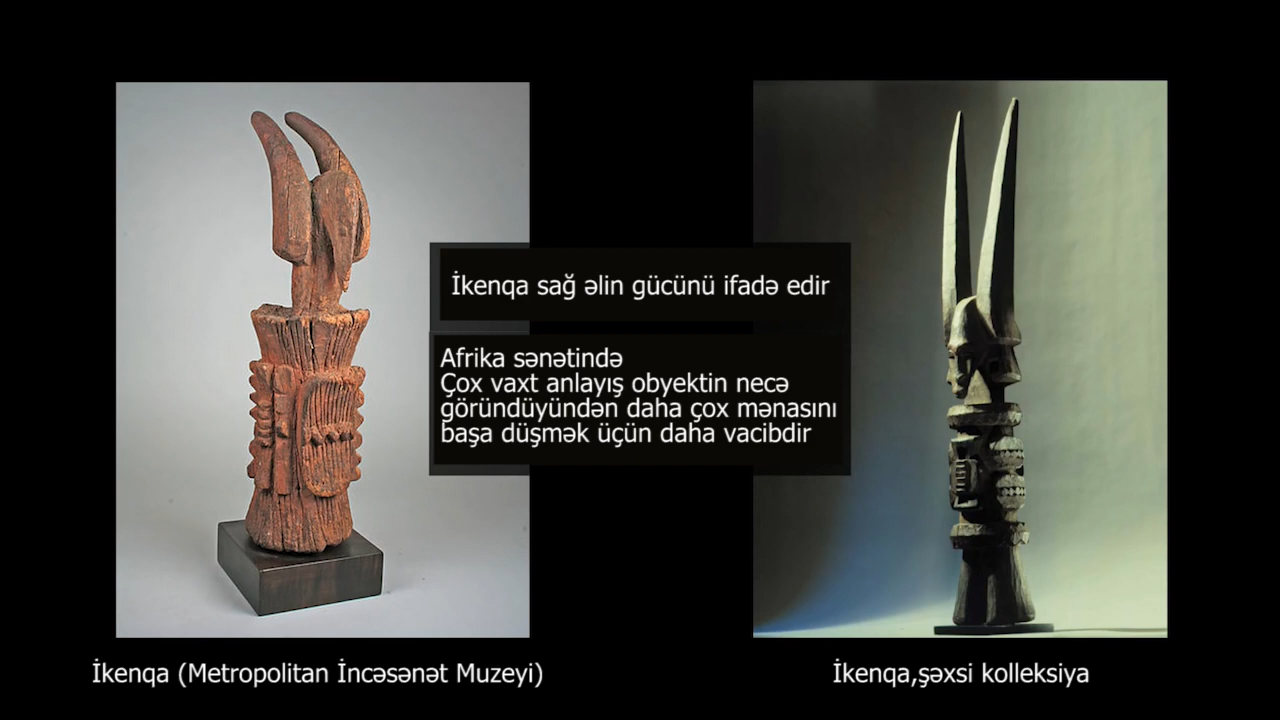 İkenqa sağ əlin gücünü ifadə edir
Afrika sənətində
Çox vaxt anlayış obyektin necə
göründüyündən daha çox mənasını
başa düşmək üçün daha vacibdir
İkenqa (Metropolitan İncəsənət Muzeyi)
İkenqa,şəxsi kolleksiya